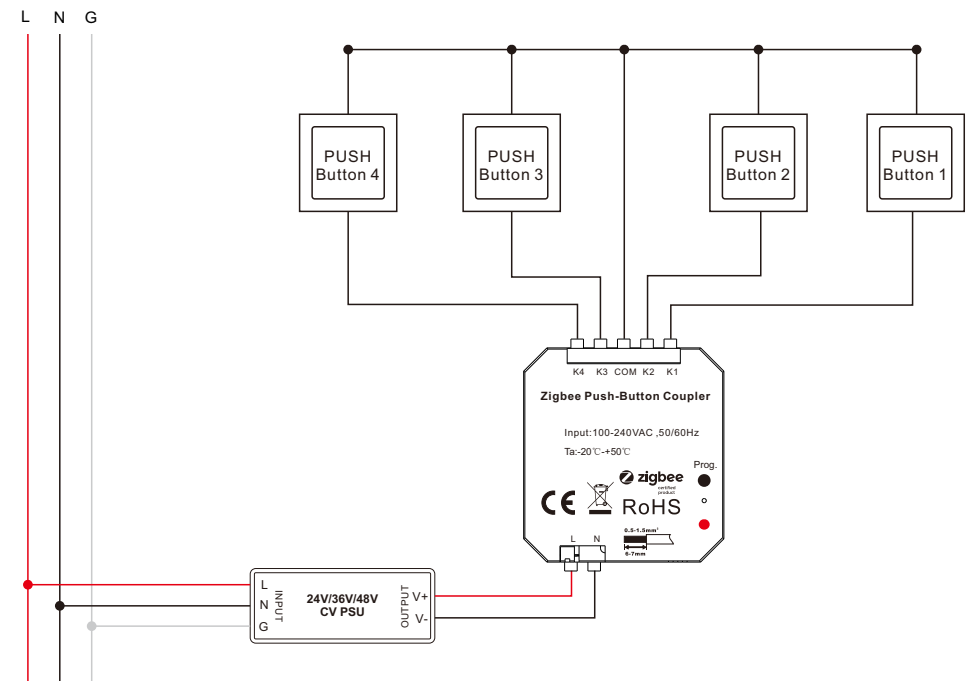 L N G
PUSH
Button 4
PUSH
Button 3
PUSH
Button 2
PUSH
Button 1
K4 K3 COM K2 K1
Zigbee Push-Button Coupler
Input:100-240VAC ,50/60Hz
Ta:-20℃-+50℃
Prog.
zigbee
certified
product
CE
RoHS
0.5-1.5mm²
6-7mm
L N
L
N
G
INPUT
24V/36V/48V
CV PSU
OUTPUT
V+
V-